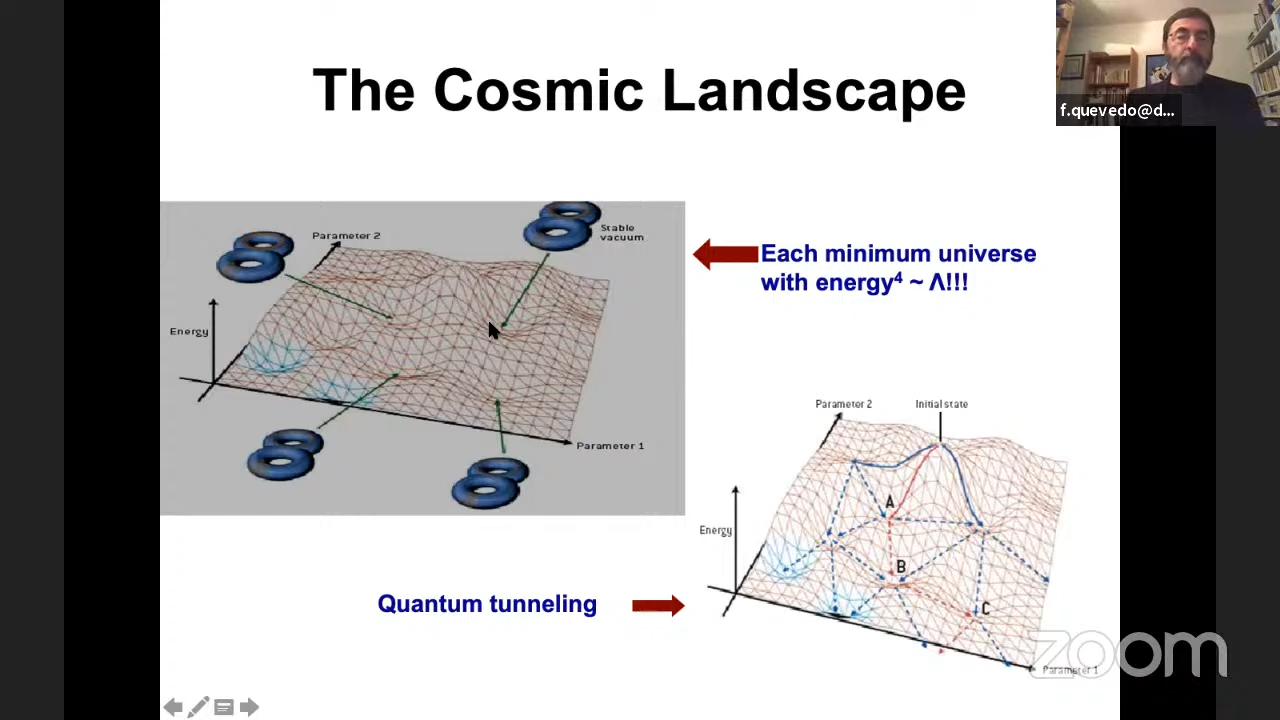 The Cosmic Landscape
f.quevedo@d...
Parameter 2
Stable
vacuum
Energy
Parameter 1
Each minimum universe
with energy⁴ ~ Λ!!!
Parameter 2
Initial state
A
Energy
B
C
Quantum tunneling
Parameter 1
zoom